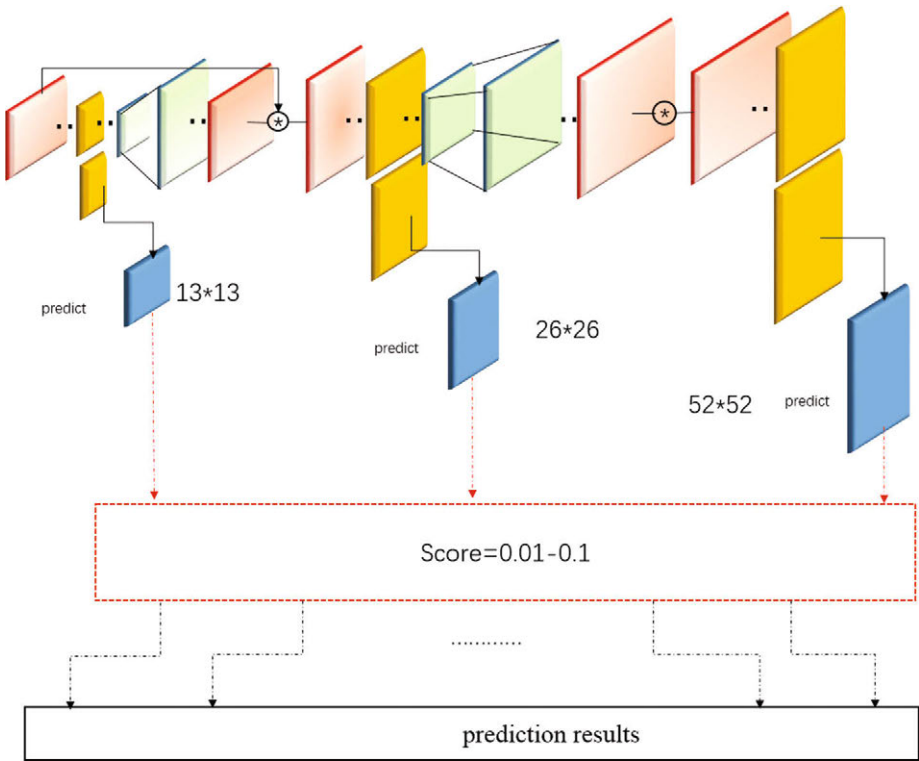 predict
13*13
predict
26*26
52*52
predict
Score=0.01-0.1
............
prediction results